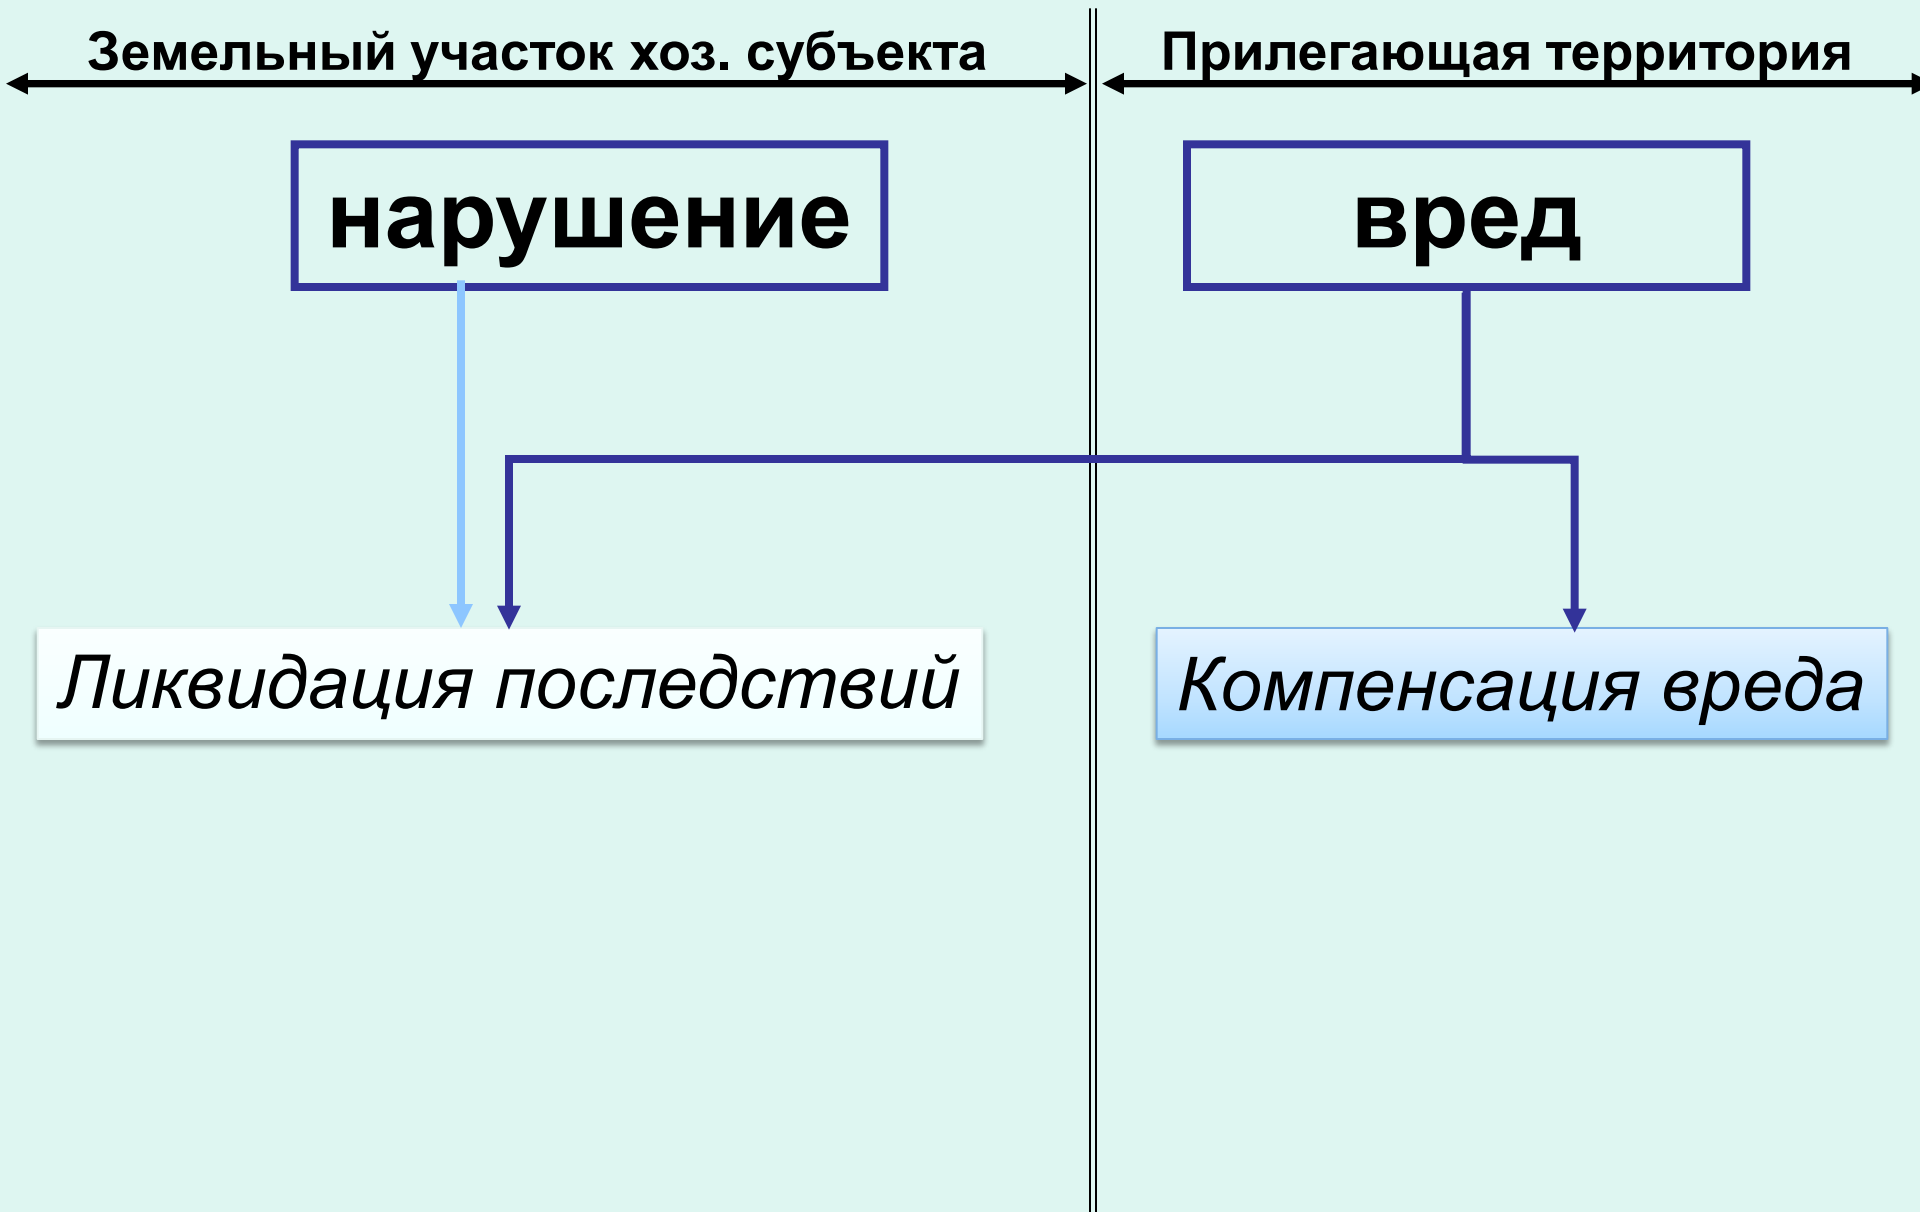 Земельный участок хоз. субъекта
Прилегающая территория
нарушение
вред
Ликвидация последствий
Компенсация вреда